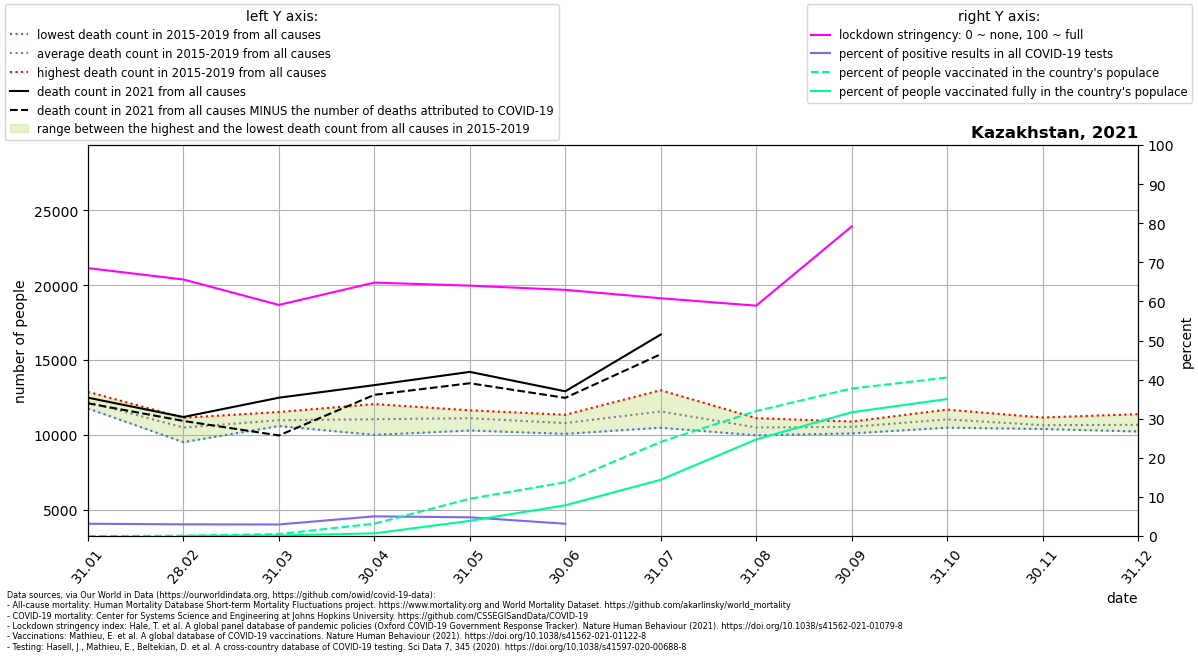 left Y axis:
lowest death count in 2015-2019 from all causes
average death count in 2015-2019 from all causes
highest death count in 2015-2019 from all causes
death count in 2021 from all causes
death count in 2021 from all causes MINUS the number of deaths attributed to COVID-19
range between the highest and the lowest death count from all causes in 2015-2019
right Y axis:
lockdown stringency: 0 ~ none, 100 ~ full
percent of positive results in all COVID-19 tests
percent of people vaccinated in the country's populace
percent of people vaccinated fully in the country's populace
Kazakhstan, 2021
number of people
25000
20000
15000
10000
5000
100
90
80
70
60
50
40
30
20
10
0
percent
31.01
28.02
31.03
30.04
31.05
30.06
31.07
31.08
30.09
31.10
30.11
31.12
date
Data sources, via Our World in Data (https://ourworldindata.org, https://github.com/owid/covid-19-data):
- All-cause mortality: Human Mortality Database Short-term Mortality Fluctuations project. https://www.mortality.org and World Mortality Dataset. https://github.com/akarlinsky/world_mortality
- COVID-19 mortality: Center for Systems Science and Engineering at Johns Hopkins University. https://github.com/CSSEGISandData/COVID-19
- Lockdown stringency index: Hale, T. et al. A global panel database of pandemic policies (Oxford COVID-19 Government Response Tracker). Nature Human Behaviour (2021). https://doi.org/10.1038/s41562-021-01079-8
- Vaccinations: Mathieu, E. et al. A global database of COVID-19 vaccinations. Nature Human Behaviour (2021). https://doi.org/10.1038/s41562-021-01122-8
- Testing: Hasell, J., Mathieu, E., Beltekian, D. et al. A cross-country database of COVID-19 testing. Sci Data 7, 345 (2020). https://doi.org/10.1038/s41597-020-00688-8